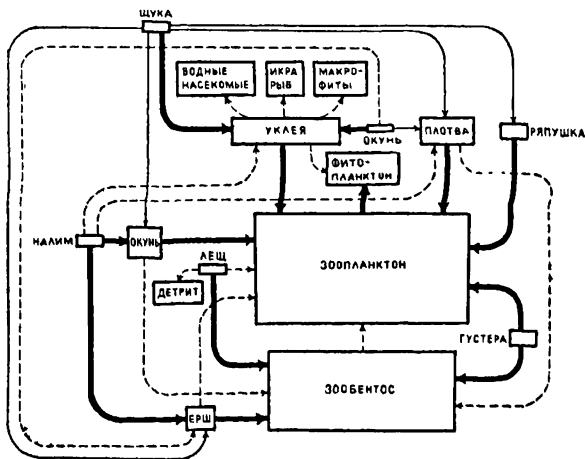 ЩУКА
ВОДНЫЕ
НАСЕКОМЫЕ
ИКРА
РЫБ
МАКРО-
ФИТЫ
УКЛЕЯ
ОКУНЬ
ПЛОТВА
РЯПУШКА
ФИТО-
ПЛАНКТОН
НАЛИМ
ОКУНЬ
ЛЕЩ
ЗООПЛАНКТОН
ДЕТРИТ
ГУСТЕРА
ЗООБЕНТОС
ЕРШ